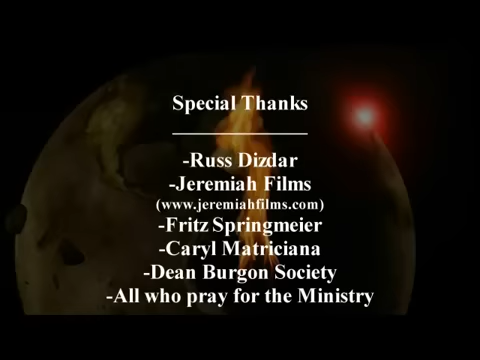 Special Thanks
-Russ Dizdar
-Jeremiah Films
(www.jeremiahfilms.com)
-Fritz Springmeier
-Caryl Matriciana
-Dean Burgon Society
-All who pray for the Ministry